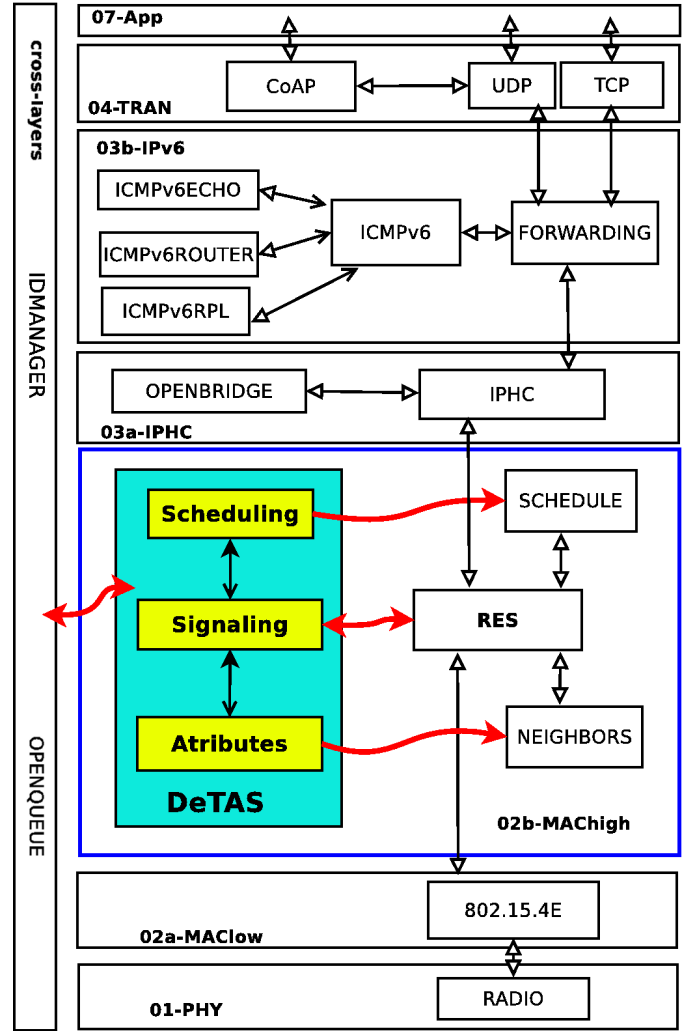 07-App
cross-layers
CoAP
UDP
TCP
04-TRAN
03b-IPv6
ICMPv6ECHO
ICMPv6
FORWARDING
ICMPv6ROUTER
ICMPv6RPL
IDMANAGER
OPENBRIDGE
IPHC
03a-IPHC
Scheduling
SCHEDULE
Signaling
RES
Atributes
NEIGHBORS
DeTAS
02b-MAChigh
OPENQUEUE
802.15.4E
02a-MAClow
RADIO
01-PHY